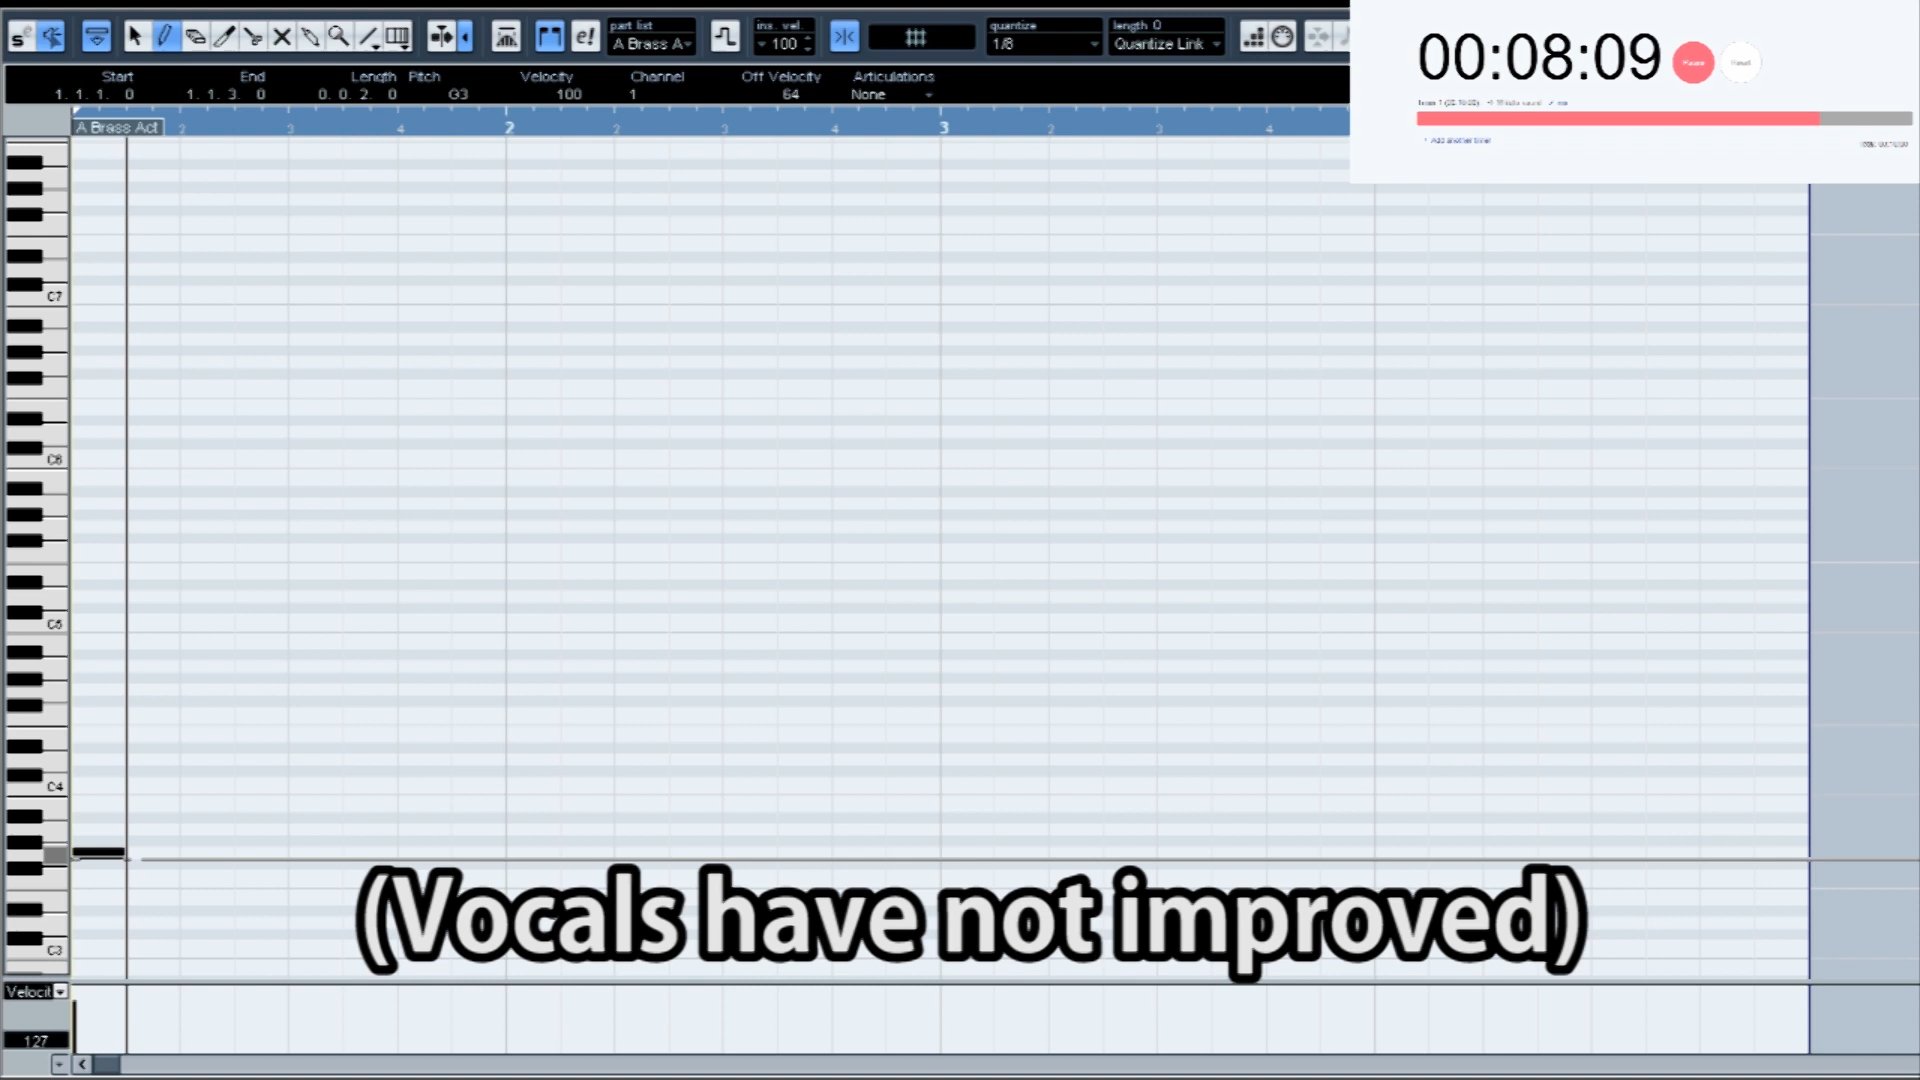 part list
A Brass A
ins. vel.
100
quantize
1/8
length Q
Quantize Link
00:08:09
Start End Length Pitch Velocity Channel Off Velocity Articulations
1. 1. 1. 0 1. 1. 3. 0 0. 0. 2. 0 G3 100 1 64 None
+ Add another timer
A Brass Act 2 3 4 2 2 3 4 3 2 3 4
C7
C6
C5
C4
C3
(Vocals have not improved)
Velocit
127